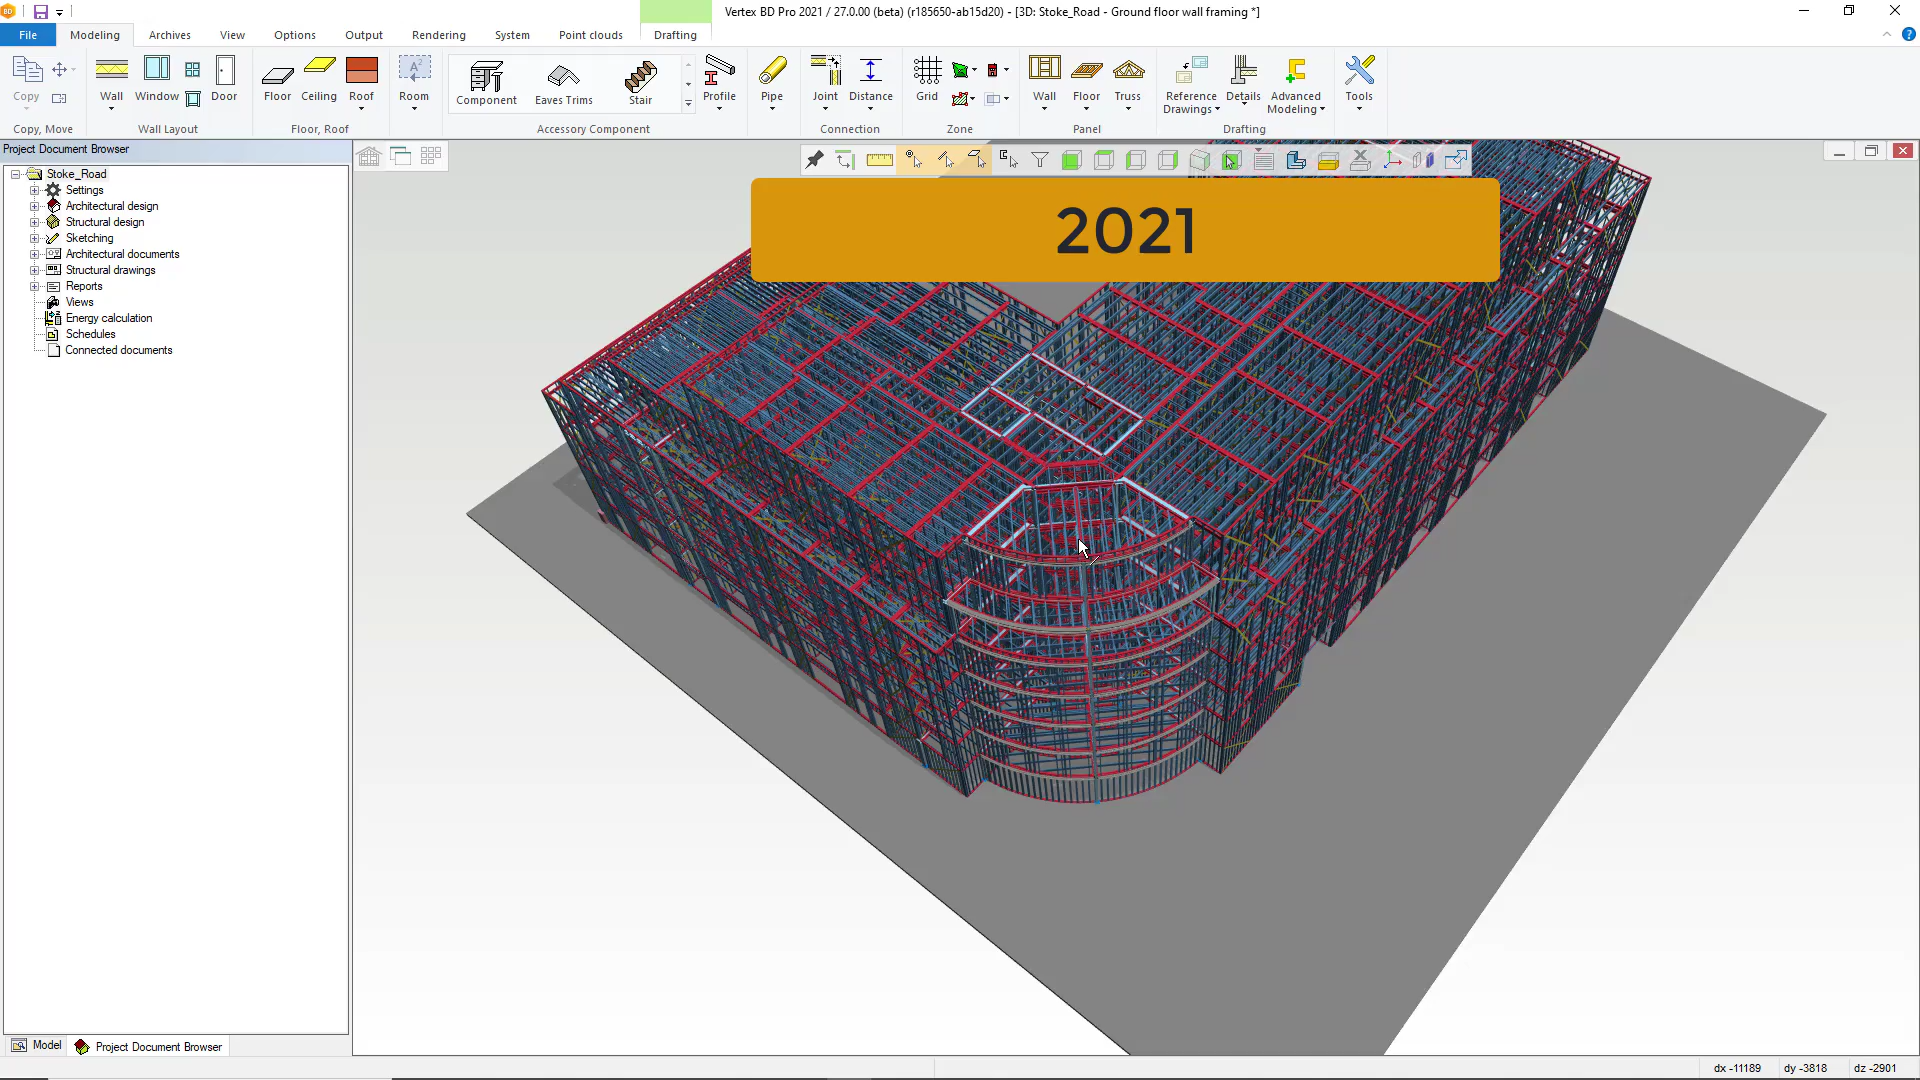 BD
Vertex BD Pro 2021 / 27.0.00 (beta) (r185650-ab15d20) - [3D: Stoke_Road - Ground floor wall framing *]
File Modeling Archives View Options Output Rendering System Point clouds Drafting
?
Copy Wall Window Door Floor Ceiling Roof Room Component Eaves Trims Stair Profile Pipe Joint Distance Grid Wall Floor Truss Reference Drawings Details Advanced Modeling Tools
Copy, Move Wall Layout Floor, Roof Accessory Component Connection Zone Panel Drafting
Project Document Browser
Stoke_Road
Settings
Architectural design
Structural design
Sketching
Architectural documents
Structural drawings
Reports
Views
Energy calculation
Schedules
Connected documents
2021
Model Project Document Browser
dx -11189 dy -3818 dz -2901